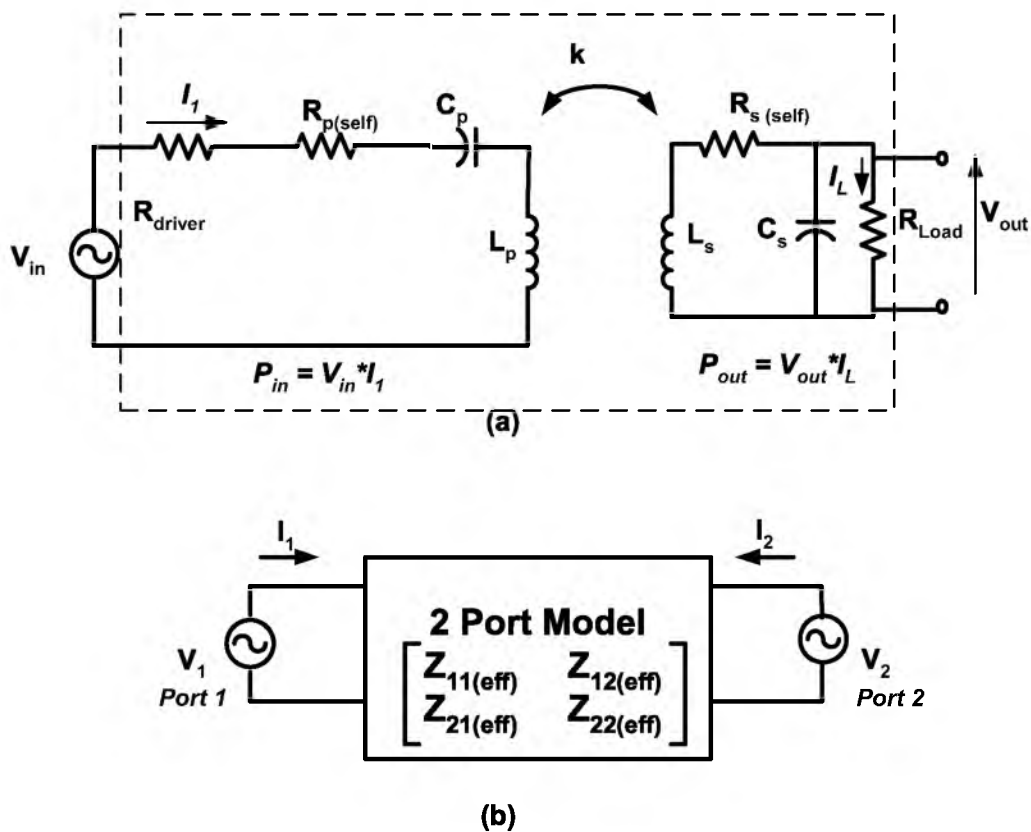 k
I1
Rp(self)
Cp
Rs (self)
Rdriver
Vin
Lp
Ls
Cs
IL
RLoad
Vout
Pin = Vin*I1
Pout = Vout*IL
(a)
I1
I2
2 Port Model
Z11(eff) Z12(eff)
Z21(eff) Z22(eff)
V1
Port 1
V2
Port 2
(b)